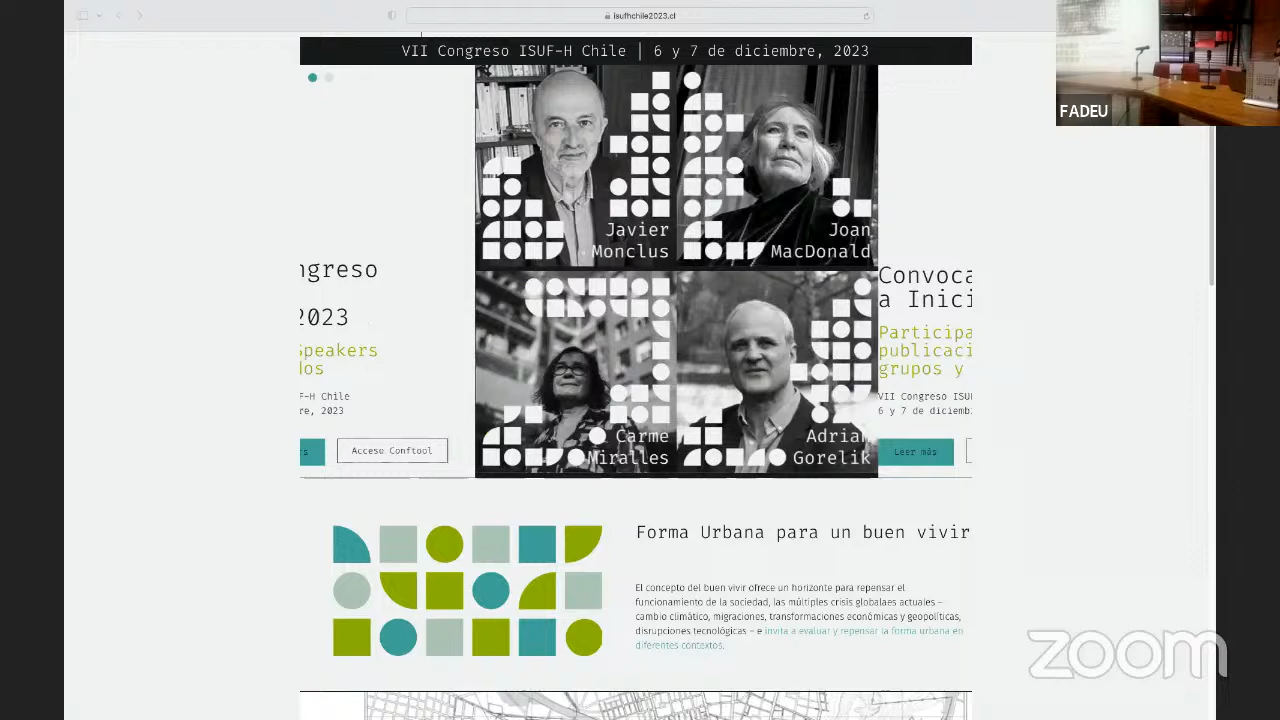 isufhchile2023.cl
VII Congreso ISUF-H Chile | 6 y 7 de diciembre, 2023
FADEU
Javier
Monclus
Joan
MacDonald
ngreso
2023
Speakers
F-H Chile
re, 2023
Acceso Conftool
Carme
Miralles
Adrian
Gorelik
Convoca
a Inici
Participa
publicaci
grupos y
VII Congreso ISU
6 y 7 de diciemb
Leer más
Forma Urbana para un buen vivir
El concepto del buen vivir ofrece un horizonte para repensar el
funcionamiento de la sociedad, las múltiples crisis globalaes actuales –
cambio climático, migraciones, transformaciones económicas y geopolíticas,
disrupciones tecnológicas – e invita a evaluar y repensar la forma urbana en
diferentes contextos.
zoom